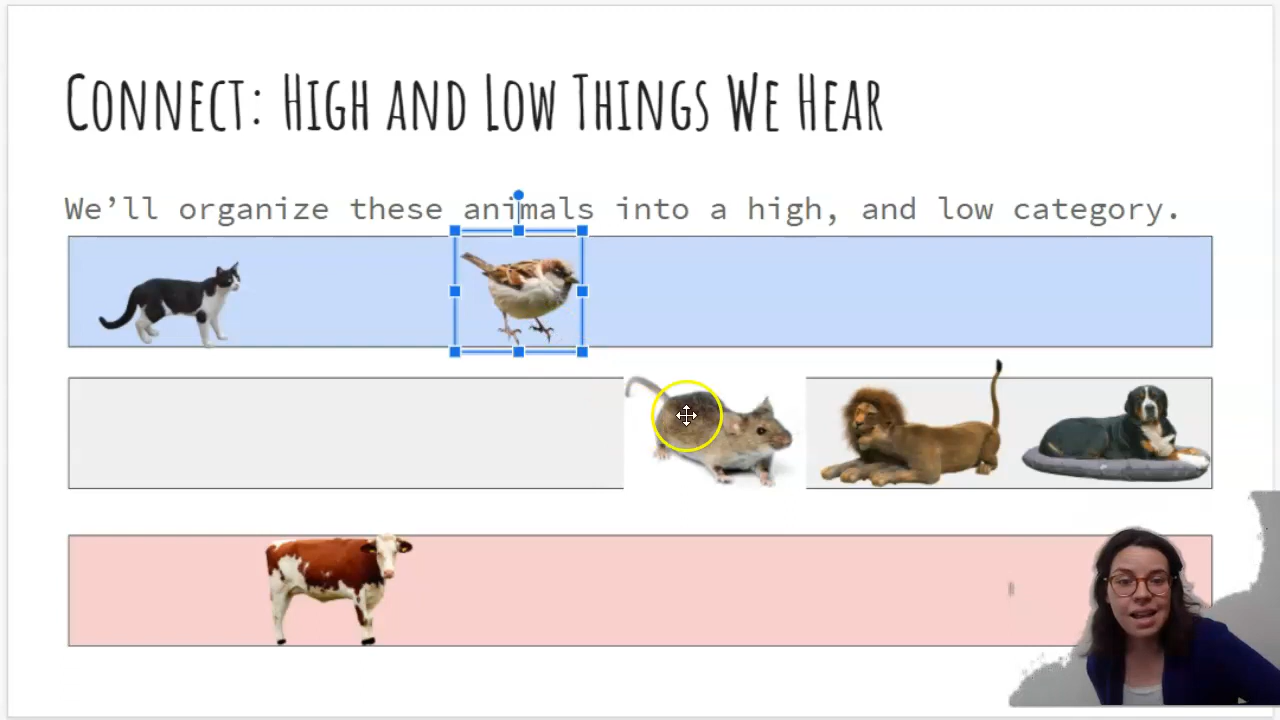 Connect: High and Low Things We Hear
We’ll organize these animals into a high, and low category.